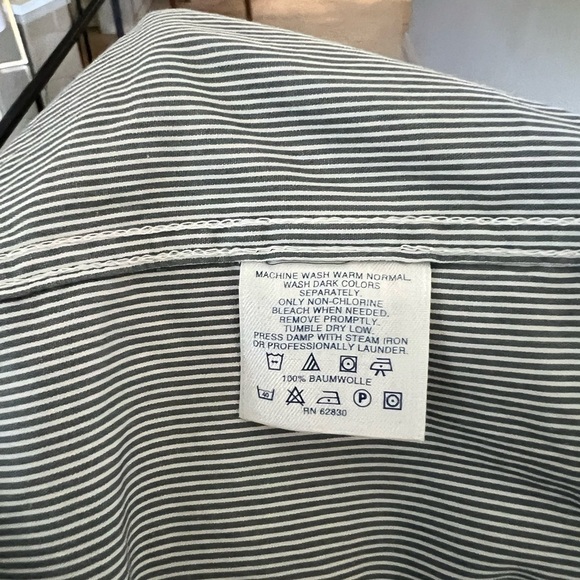 MACHINE WASH WARM NORMAL.
WASH DARK COLORS
SEPARATELY.
ONLY NON-CHLORINE
BLEACH WHEN NEEDED.
REMOVE PROMPTLY.
TUMBLE DRY LOW.
PRESS DAMP WITH STEAM IRON
OR PROFESSIONALLY LAUNDER.
100% BAUMWOLLE
40 P
RN 62830